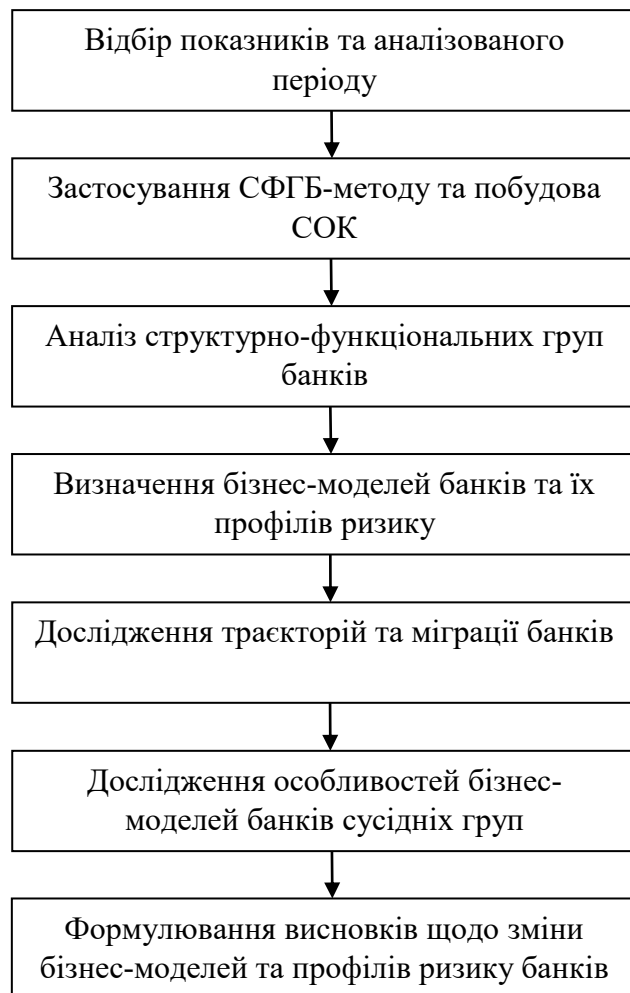 Відбір показників та аналізованого
періоду
Застосування СФГБ-методу та побудова
СОК
Аналіз структурно-функціональних груп
банків
Визначення бізнес-моделей банків та їх
профілів ризику
Дослідження траєкторій та міграції банків
Дослідження особливостей бізнес-
моделей банків сусідніх груп
Формулювання висновків щодо зміни
бізнес-моделей та профілів ризику банків